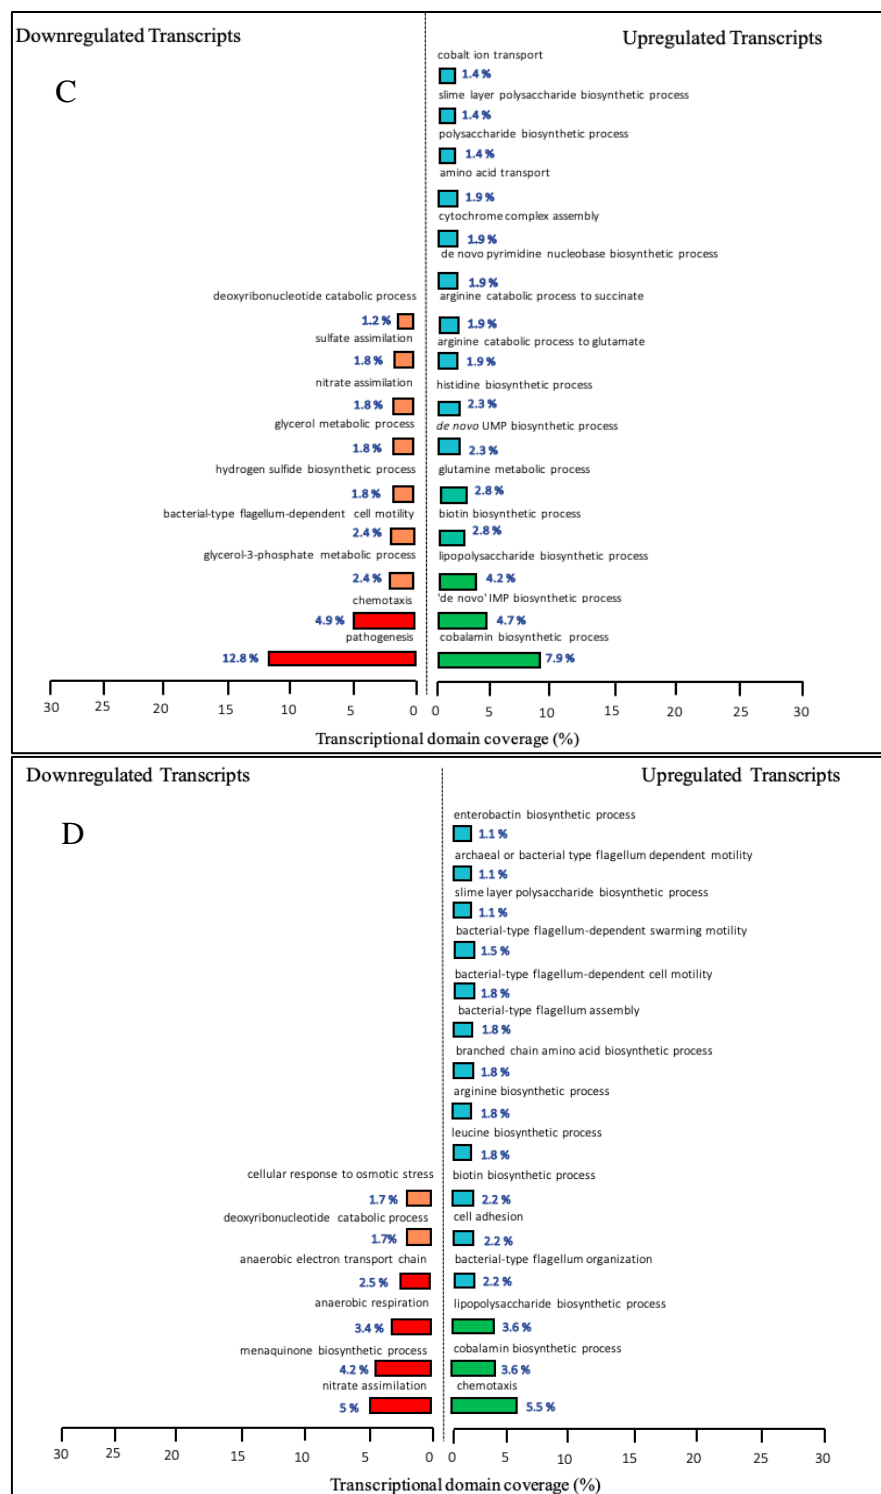 Downregulated Transcripts
Upregulated Transcripts
C
cobalt ion transport
1.4 %
slime layer polysaccharide biosynthetic process
1.4 %
polysaccharide biosynthetic process
1.4 %
amino acid transport
1.9 %
cytochrome complex assembly
1.9 %
de novo pyrimidine nucleobase biosynthetic process
1.9 %
deoxyribonucleotide catabolic process
arginine catabolic process to succinate
1.2 %
1.9 %
sulfate assimilation
arginine catabolic process to glutamate
1.8 %
1.9 %
nitrate assimilation
histidine biosynthetic process
1.8 %
2.3 %
glycerol metabolic process
de novo UMP biosynthetic process
1.8 %
2.3 %
hydrogen sulfide biosynthetic process
glutamine metabolic process
1.8 %
2.8 %
bacterial-type flagellum-dependent cell motility
biotin biosynthetic process
2.4 %
2.8 %
glycerol-3-phosphate metabolic process
lipopolysaccharide biosynthetic process
2.4 %
4.2 %
chemotaxis
'de novo' IMP biosynthetic process
4.9 %
4.7 %
pathogenesis
cobalamin biosynthetic process
12.8 %
7.9 %
30 25 20 15 10 5 0 0 5 10 15 20 25 30
Transcriptional domain coverage (%)
Downregulated Transcripts
Upregulated Transcripts
D
enterobactin biosynthetic process
1.1 %
archaeal or bacterial type flagellum dependent motility
1.1 %
slime layer polysaccharide biosynthetic process
1.1 %
bacterial-type flagellum-dependent swarming motility
1.5 %
bacterial-type flagellum-dependent cell motility
1.8 %
bacterial-type flagellum assembly
1.8 %
branched chain amino acid biosynthetic process
1.8 %
arginine biosynthetic process
1.8 %
leucine biosynthetic process
1.8 %
cellular response to osmotic stress
biotin biosynthetic process
1.7 %
2.2 %
deoxyribonucleotide catabolic process
cell adhesion
1.7%
2.2 %
anaerobic electron transport chain
bacterial-type flagellum organization
2.5 %
2.2 %
anaerobic respiration
lipopolysaccharide biosynthetic process
3.4 %
3.6 %
menaquinone biosynthetic process
cobalamin biosynthetic process
4.2 %
3.6 %
nitrate assimilation
chemotaxis
5 %
5.5 %
30 25 20 15 10 5 0 0 5 10 15 20 25 30
Transcriptional domain coverage (%)